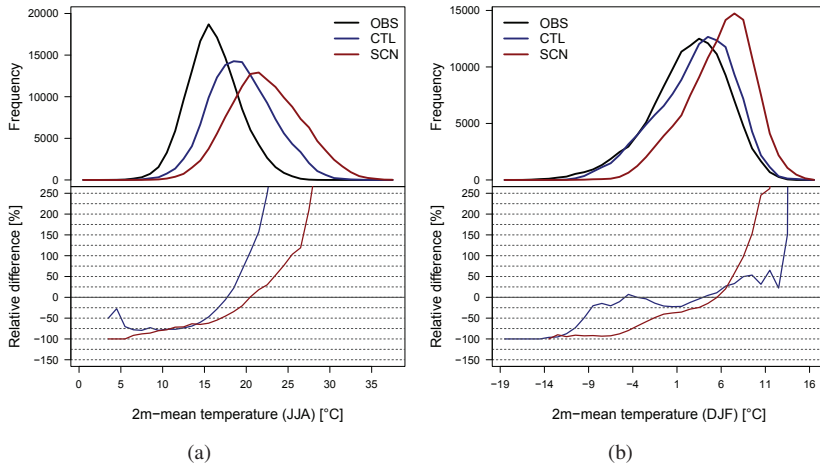 OBS
CTL
SCN
Frequency
20000
15000
10000
5000
0
Relative difference [%]
250
200
150
100
50
0
−50
−100
−150
0 5 10 15 20 25 30 35
2m−mean temperature (JJA) [°C]
(a)
OBS
CTL
SCN
Frequency
15000
10000
5000
0
Relative difference [%]
250
200
150
100
50
0
−50
−100
−150
−19 −14 −9 −4 1 6 11 16
2m−mean temperature (DJF) [°C]
(b)